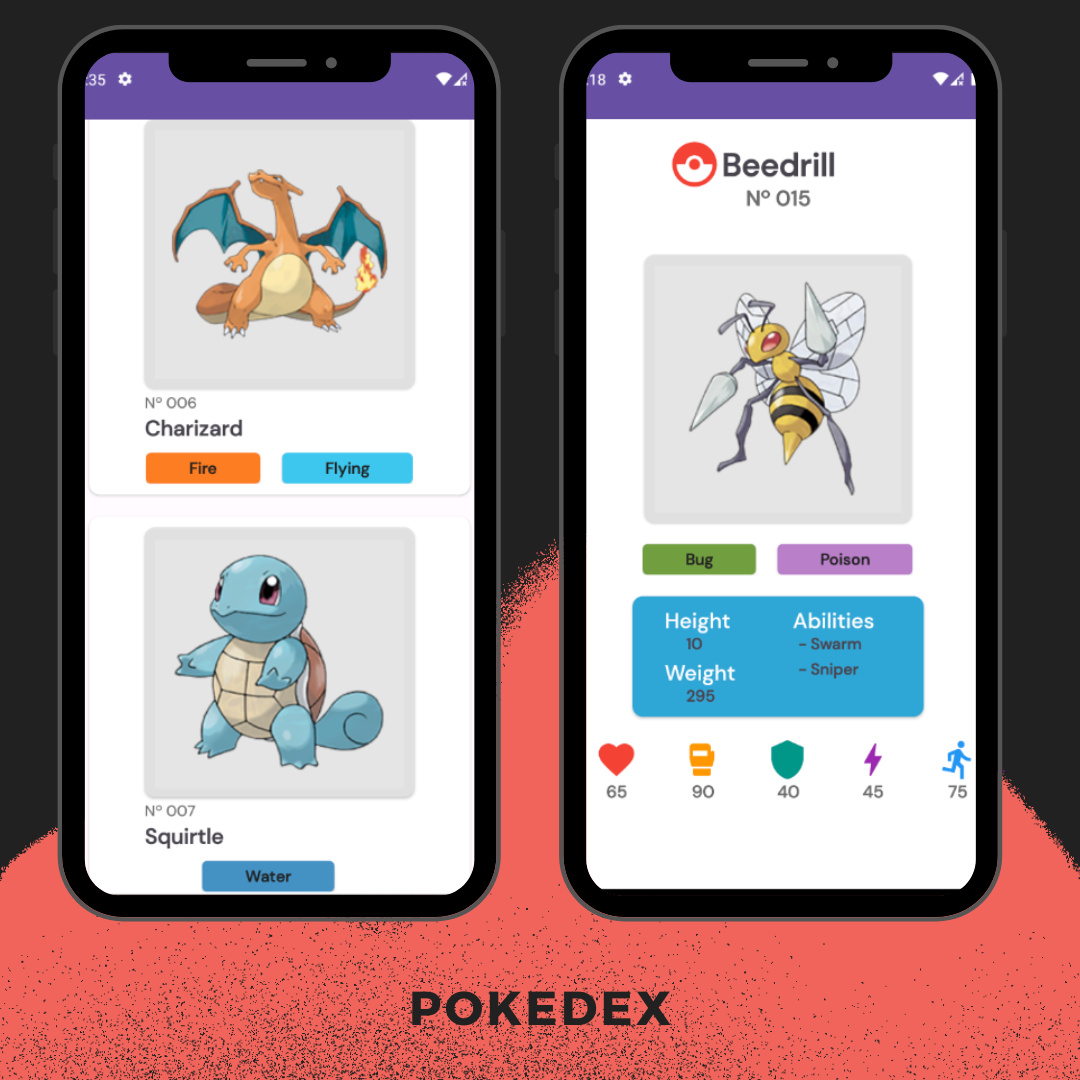 :35
Nº 006
Charizard
Fire
Flying
Nº 007
Squirtle
Water
:18
Beedrill
Nº 015
Bug
Poison
Height
10
Weight
295
Abilities
- Swarm
- Sniper
65
90
40
45
75
POKEDEX